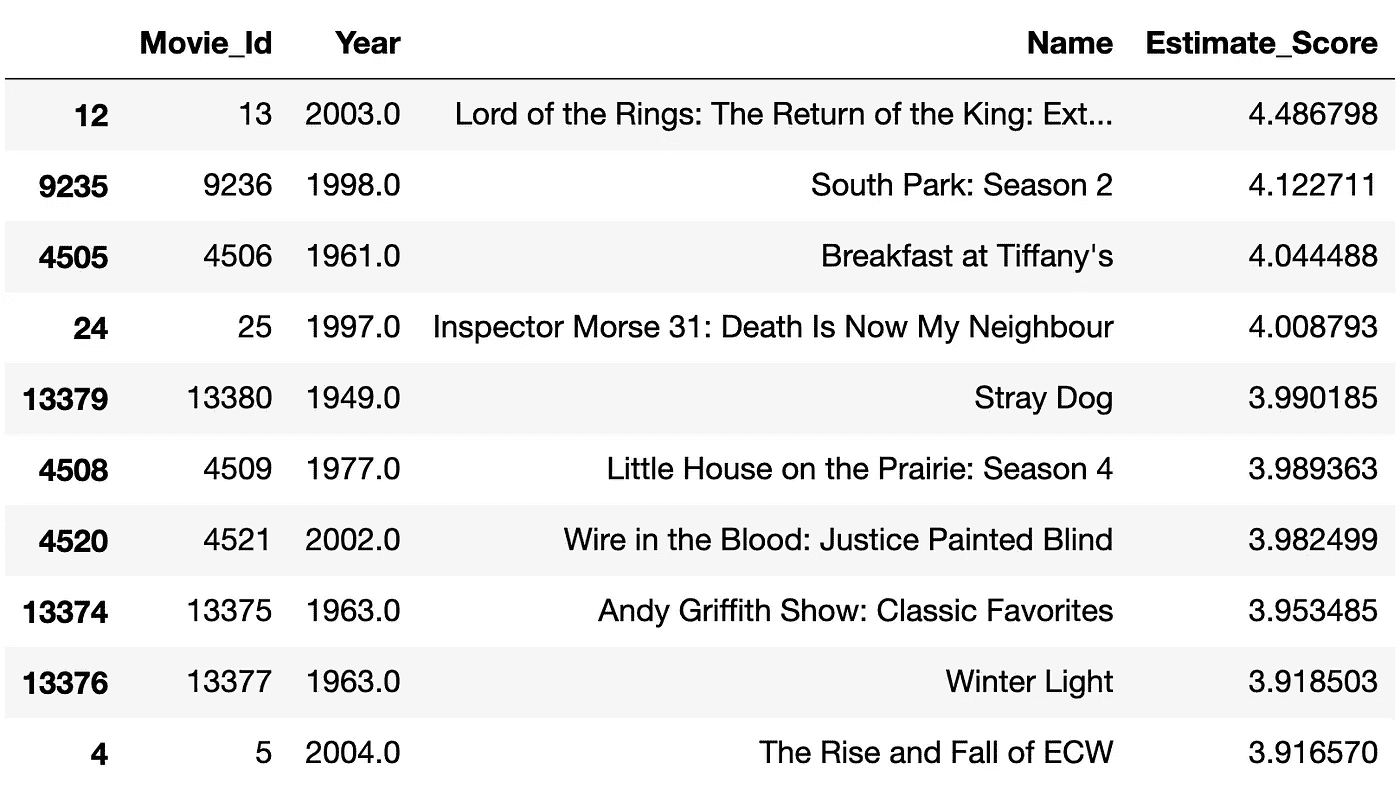 Movie_Id Year Name Estimate_Score
12 13 2003.0 Lord of the Rings: The Return of the King: Ext... 4.486798
9235 9236 1998.0 South Park: Season 2 4.122711
4505 4506 1961.0 Breakfast at Tiffany's 4.044488
24 25 1997.0 Inspector Morse 31: Death Is Now My Neighbour 4.008793
13379 13380 1949.0 Stray Dog 3.990185
4508 4509 1977.0 Little House on the Prairie: Season 4 3.989363
4520 4521 2002.0 Wire in the Blood: Justice Painted Blind 3.982499
13374 13375 1963.0 Andy Griffith Show: Classic Favorites 3.953485
13376 13377 1963.0 Winter Light 3.918503
4 5 2004.0 The Rise and Fall of ECW 3.916570